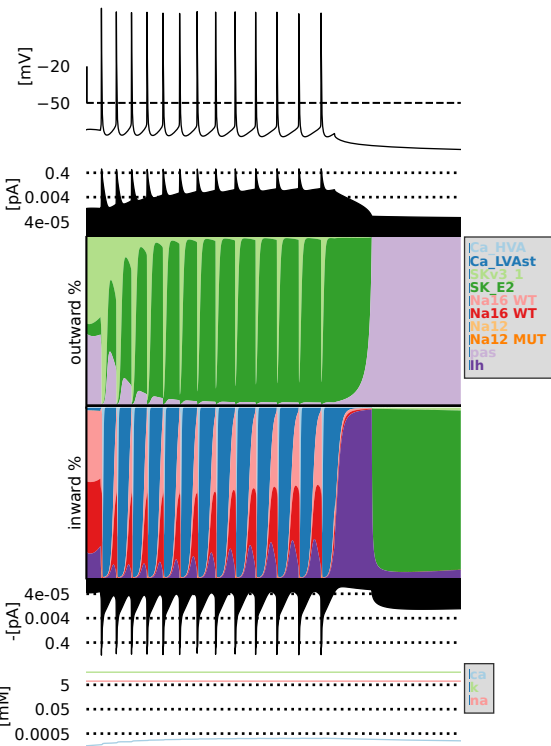 [mV]
−20
−50
[pA]
0.4
0.004
4e-05
outward %
Ca_HVA
Ca_LVAst
SKv3_1
SK_E2
Na16 WT
Na16 WT
Na12
Na12 MUT
pas
Ih
inward %
-[pA]
4e-05
0.004
0.4
[mM]
5
0.05
0.0005
ca
k
na